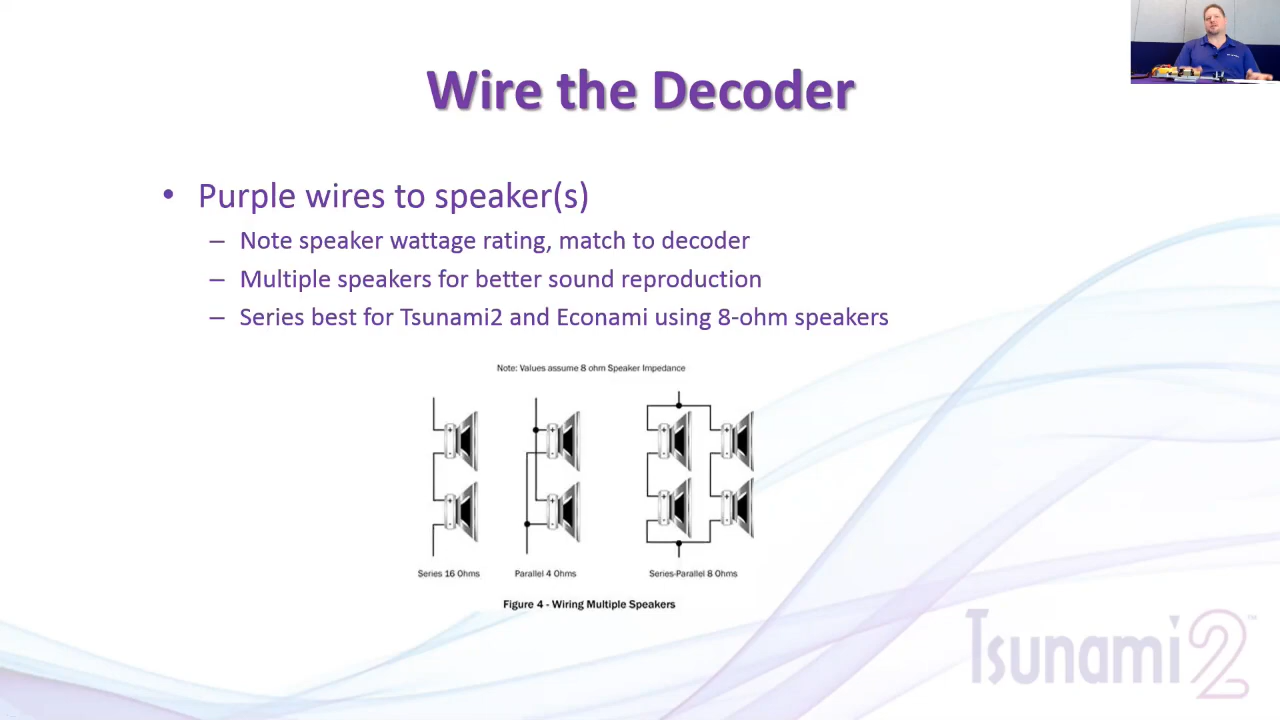 Wire the Decoder
• Purple wires to speaker(s)
– Note speaker wattage rating, match to decoder
– Multiple speakers for better sound reproduction
– Series best for Tsunami2 and Econami using 8-ohm speakers
Note: Values assume 8 ohm Speaker Impedance
Series 16 Ohms
Parallel 4 Ohms
Series-Parallel 8 Ohms
Figure 4 - Wiring Multiple Speakers
Tsunami2™